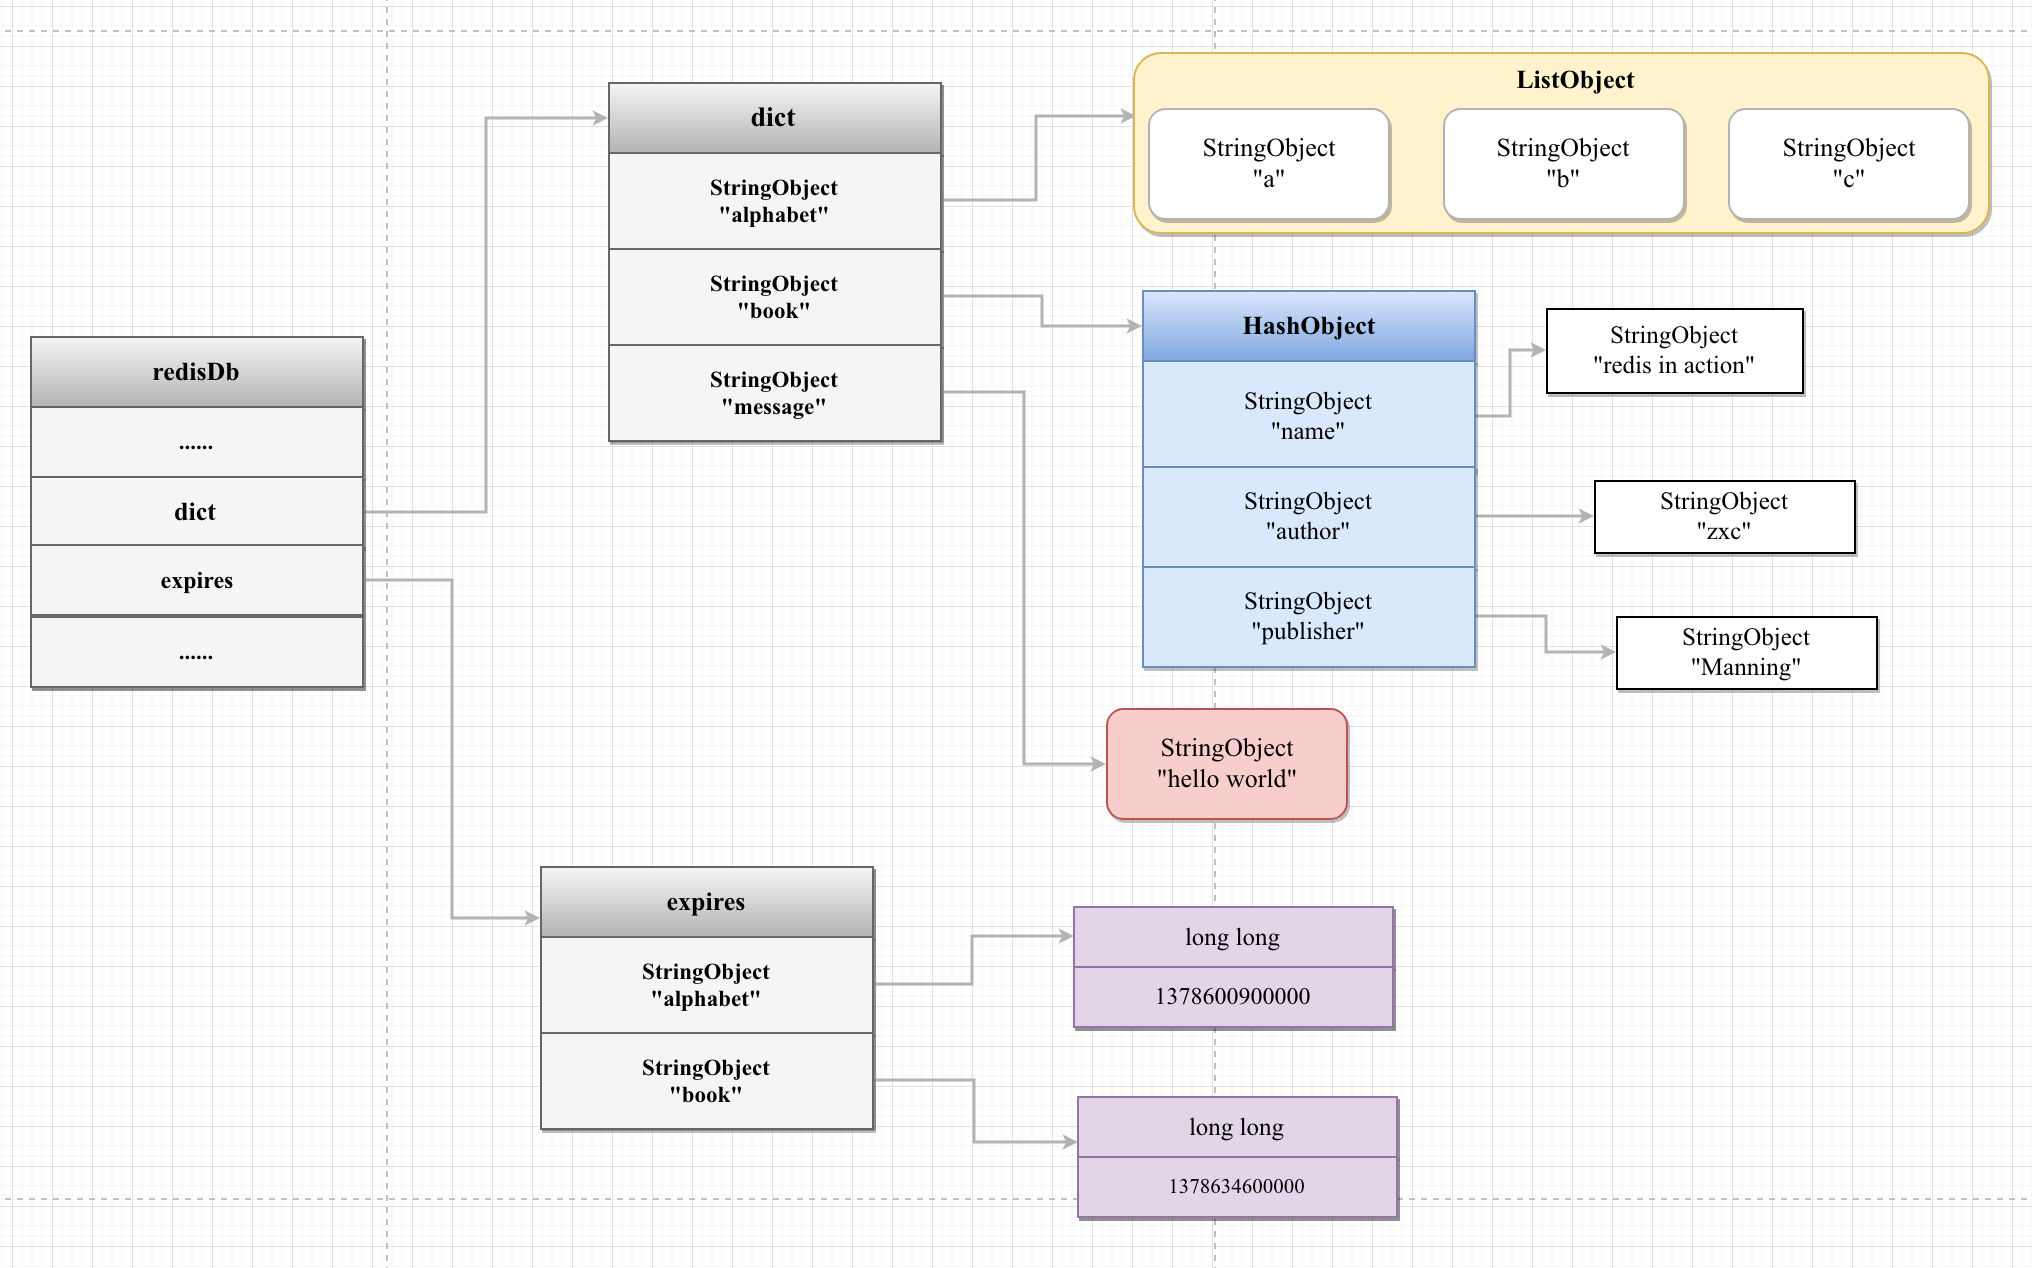 redisDb
......
dict
expires
......
dict
StringObject
"alphabet"
StringObject
"book"
StringObject
"message"
ListObject
StringObject
"a"
StringObject
"b"
StringObject
"c"
HashObject
StringObject
"name"
StringObject
"author"
StringObject
"publisher"
StringObject
"redis in action"
StringObject
"zxc"
StringObject
"Manning"
StringObject
"hello world"
expires
StringObject
"alphabet"
StringObject
"book"
long long
1378600900000
long long
1378634600000